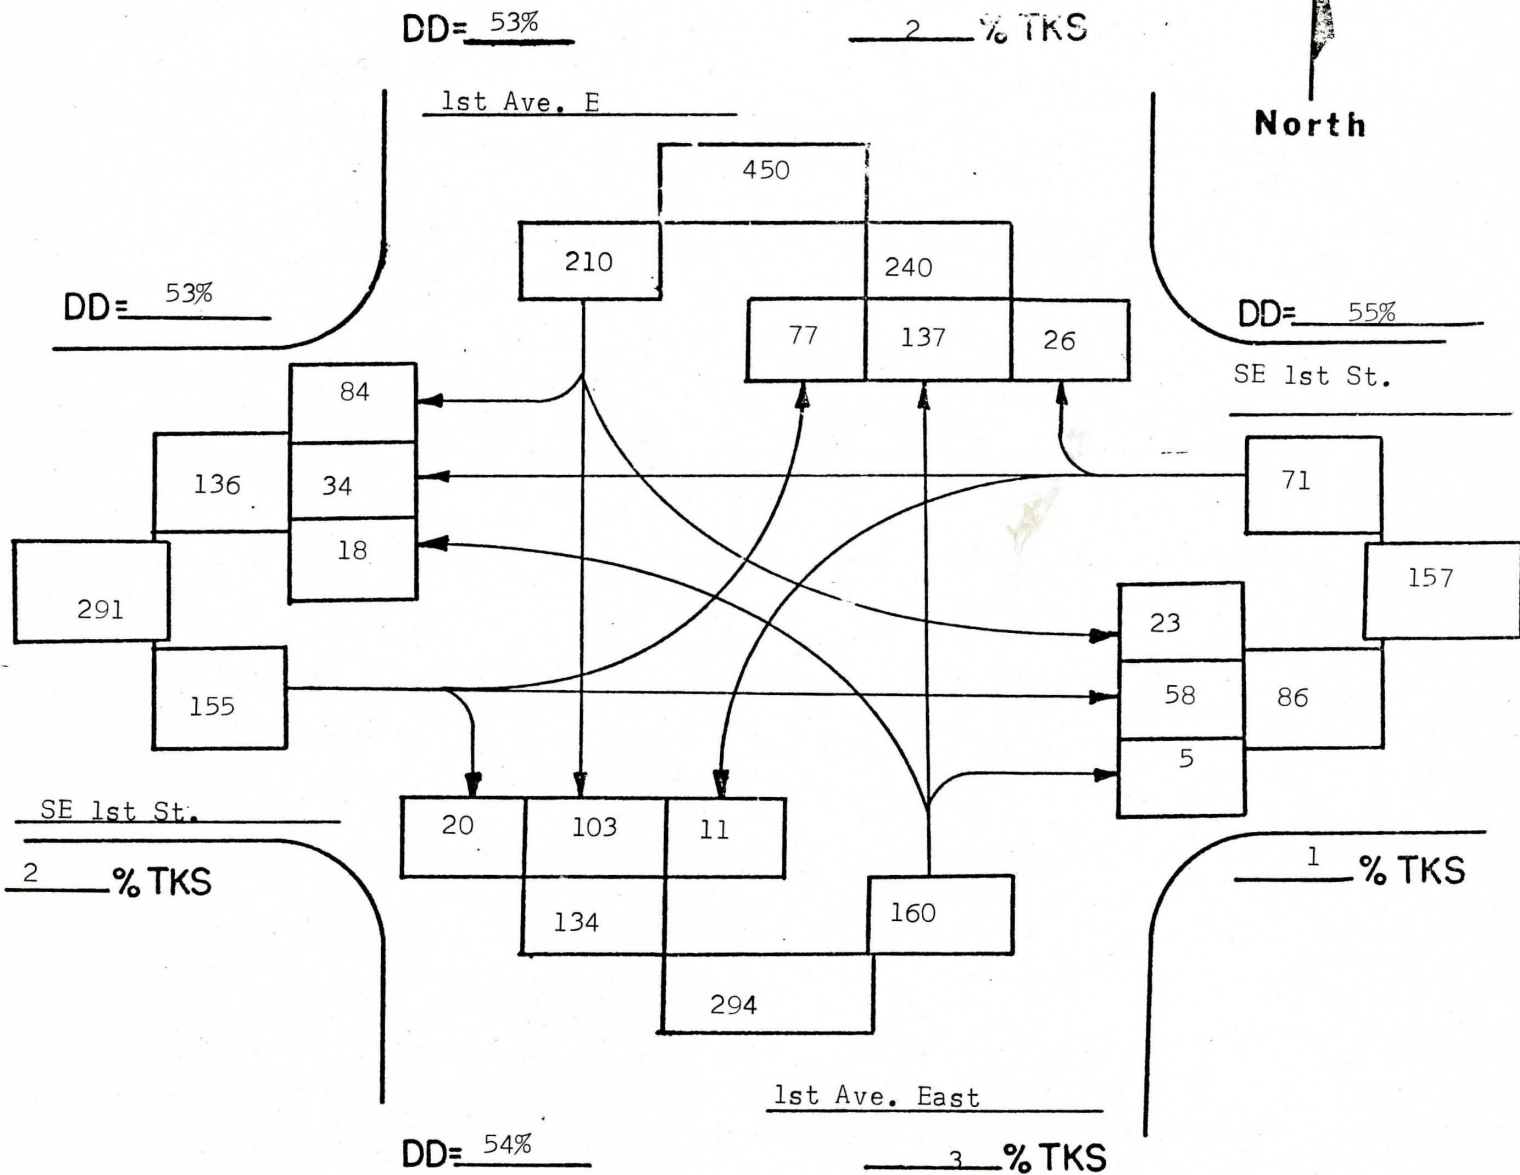 DD= 53%
2 % TKS
1st Ave. E
North
450
210
240
DD= 53%
DD= 55%
77 137 26
SE 1st St.
84
136 34
71
18
291
157
23
155
58 86
5
SE 1st St.
20 103 11
2 % TKS
1 % TKS
134
160
294
1st Ave. East
DD= 54%
3 % TKS